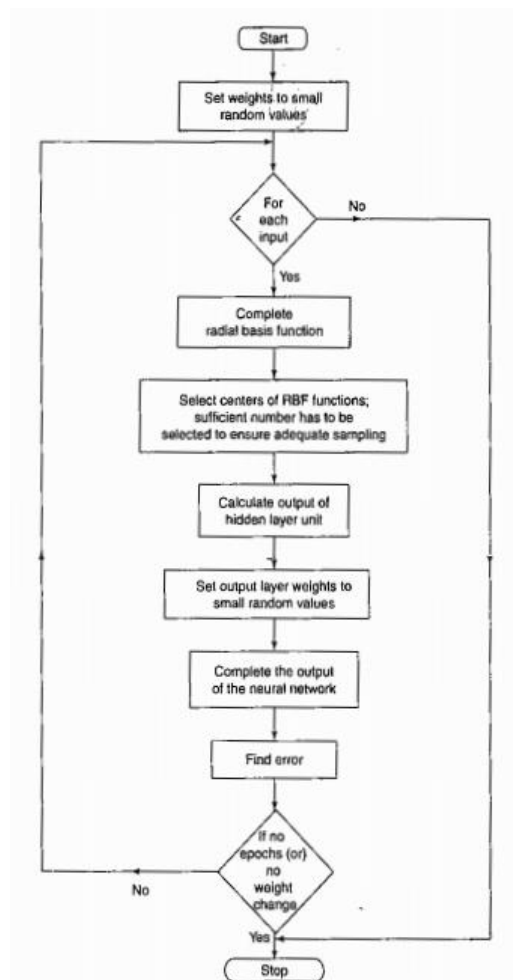 Start
Set weights to small
random values
For
each
input
No
Yes
Complete
radial basis function
Select centers of RBF functions;
sufficient number has to be
selected to ensure adequate sampling
Calculate output of
hidden layer unit
Set output layer weights to
small random values
Complete the output
of the neural network
Find error
If no
epochs (or)
no
weight
change
No
Yes
Stop